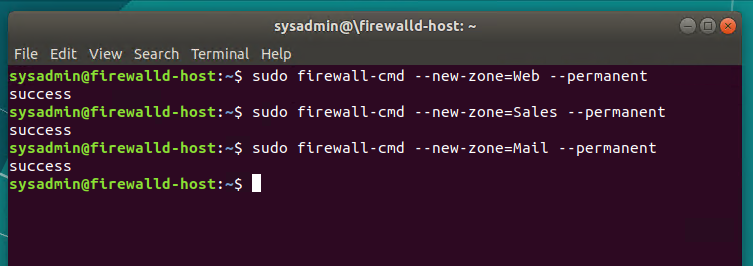 sysadmin@\firewalld-host: ~
File Edit View Search Terminal Help
sysadmin@firewalld-host:~$ sudo firewall-cmd --new-zone=Web --permanent
success
sysadmin@firewalld-host:~$ sudo firewall-cmd --new-zone=Sales --permanent
success
sysadmin@firewalld-host:~$ sudo firewall-cmd --new-zone=Mail --permanent
success
sysadmin@firewalld-host:~$